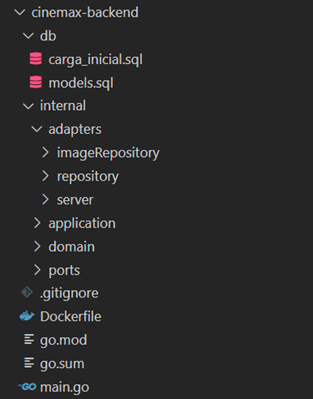 cinemax-backend
db
carga_inicial.sql
models.sql
internal
adapters
imageRepository
repository
server
application
domain
ports
.gitignore
Dockerfile
go.mod
go.sum
GO main.go